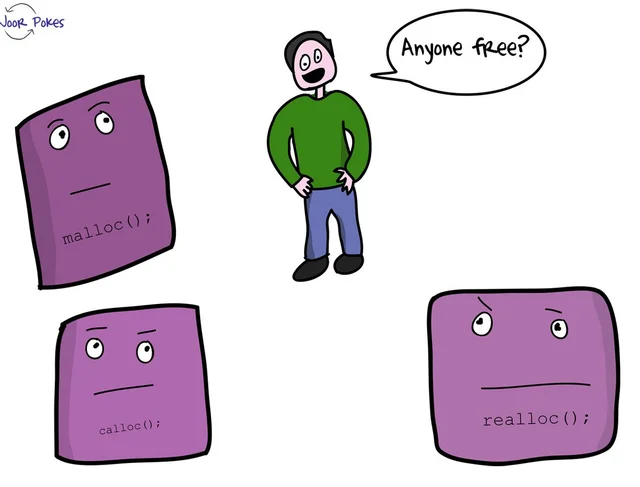 Joor Pokes
Anyone free?
malloc();
calloc();
realloc();